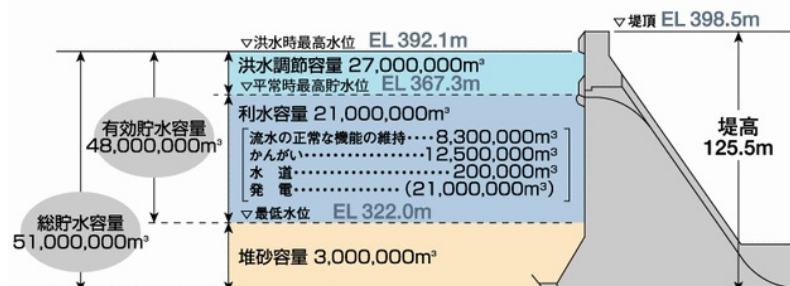 ▽堤頂 EL 398.5m
▽洪水時最高水位 EL 392.1m
洪水調節容量 27,000,000m³
▽平常時最高貯水位 EL 367.3m
利水容量 21,000,000m³
流水の正常な機能の維持････8,300,000m³
かんがい･･････････････････12,500,000m³
水 道･･････････････････････200,000m³
発 電･･････････････････(21,000,000m³)
▽最低水位 EL 322.0m
堆砂容量 3,000,000m³
有効貯水容量
48,000,000m³
総貯水容量
51,000,000m³
堤高
125.5m